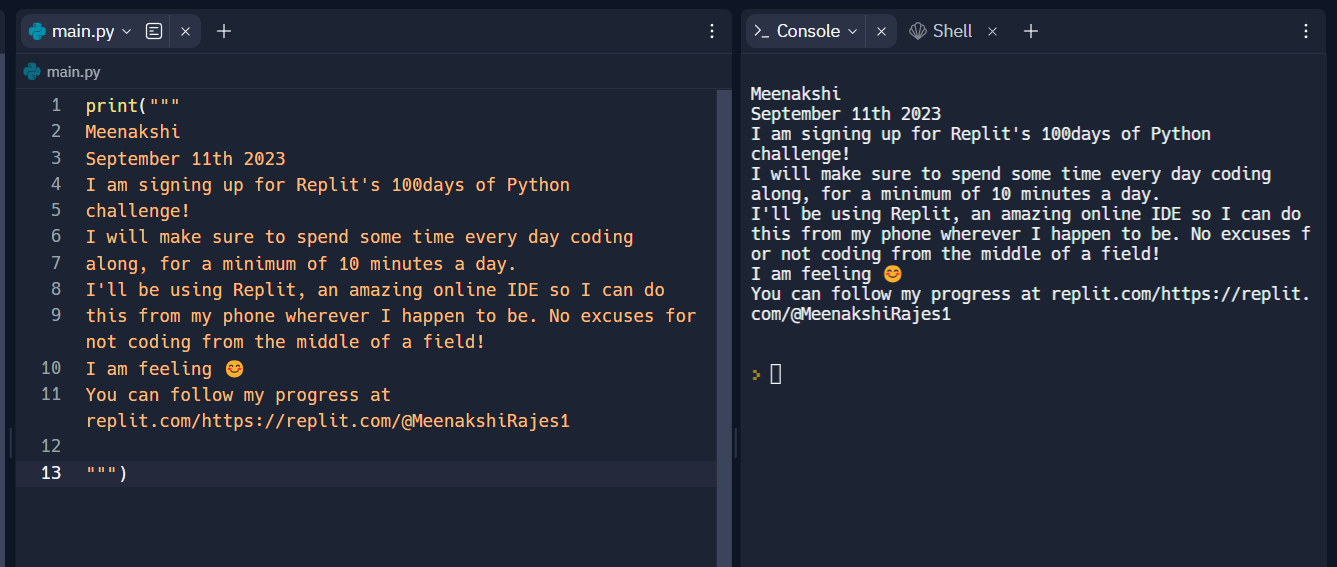 main.py
main.py
1 print("""
2 Meenakshi
3 September 11th 2023
4 I am signing up for Replit's 100days of Python
5 challenge!
6 I will make sure to spend some time every day coding
7 along, for a minimum of 10 minutes a day.
8 I'll be using Replit, an amazing online IDE so I can do
9 this from my phone wherever I happen to be. No excuses for
not coding from the middle of a field!
10 I am feeling 😊
11 You can follow my progress at
replit.com/https://replit.com/@MeenakshiRajes1
12
13 """)
Console Shell
Meenakshi
September 11th 2023
I am signing up for Replit's 100days of Python
challenge!
I will make sure to spend some time every day coding
along, for a minimum of 10 minutes a day.
I'll be using Replit, an amazing online IDE so I can do
this from my phone wherever I happen to be. No excuses f
or not coding from the middle of a field!
I am feeling 😊
You can follow my progress at replit.com/https://replit.
com/@MeenakshiRajes1